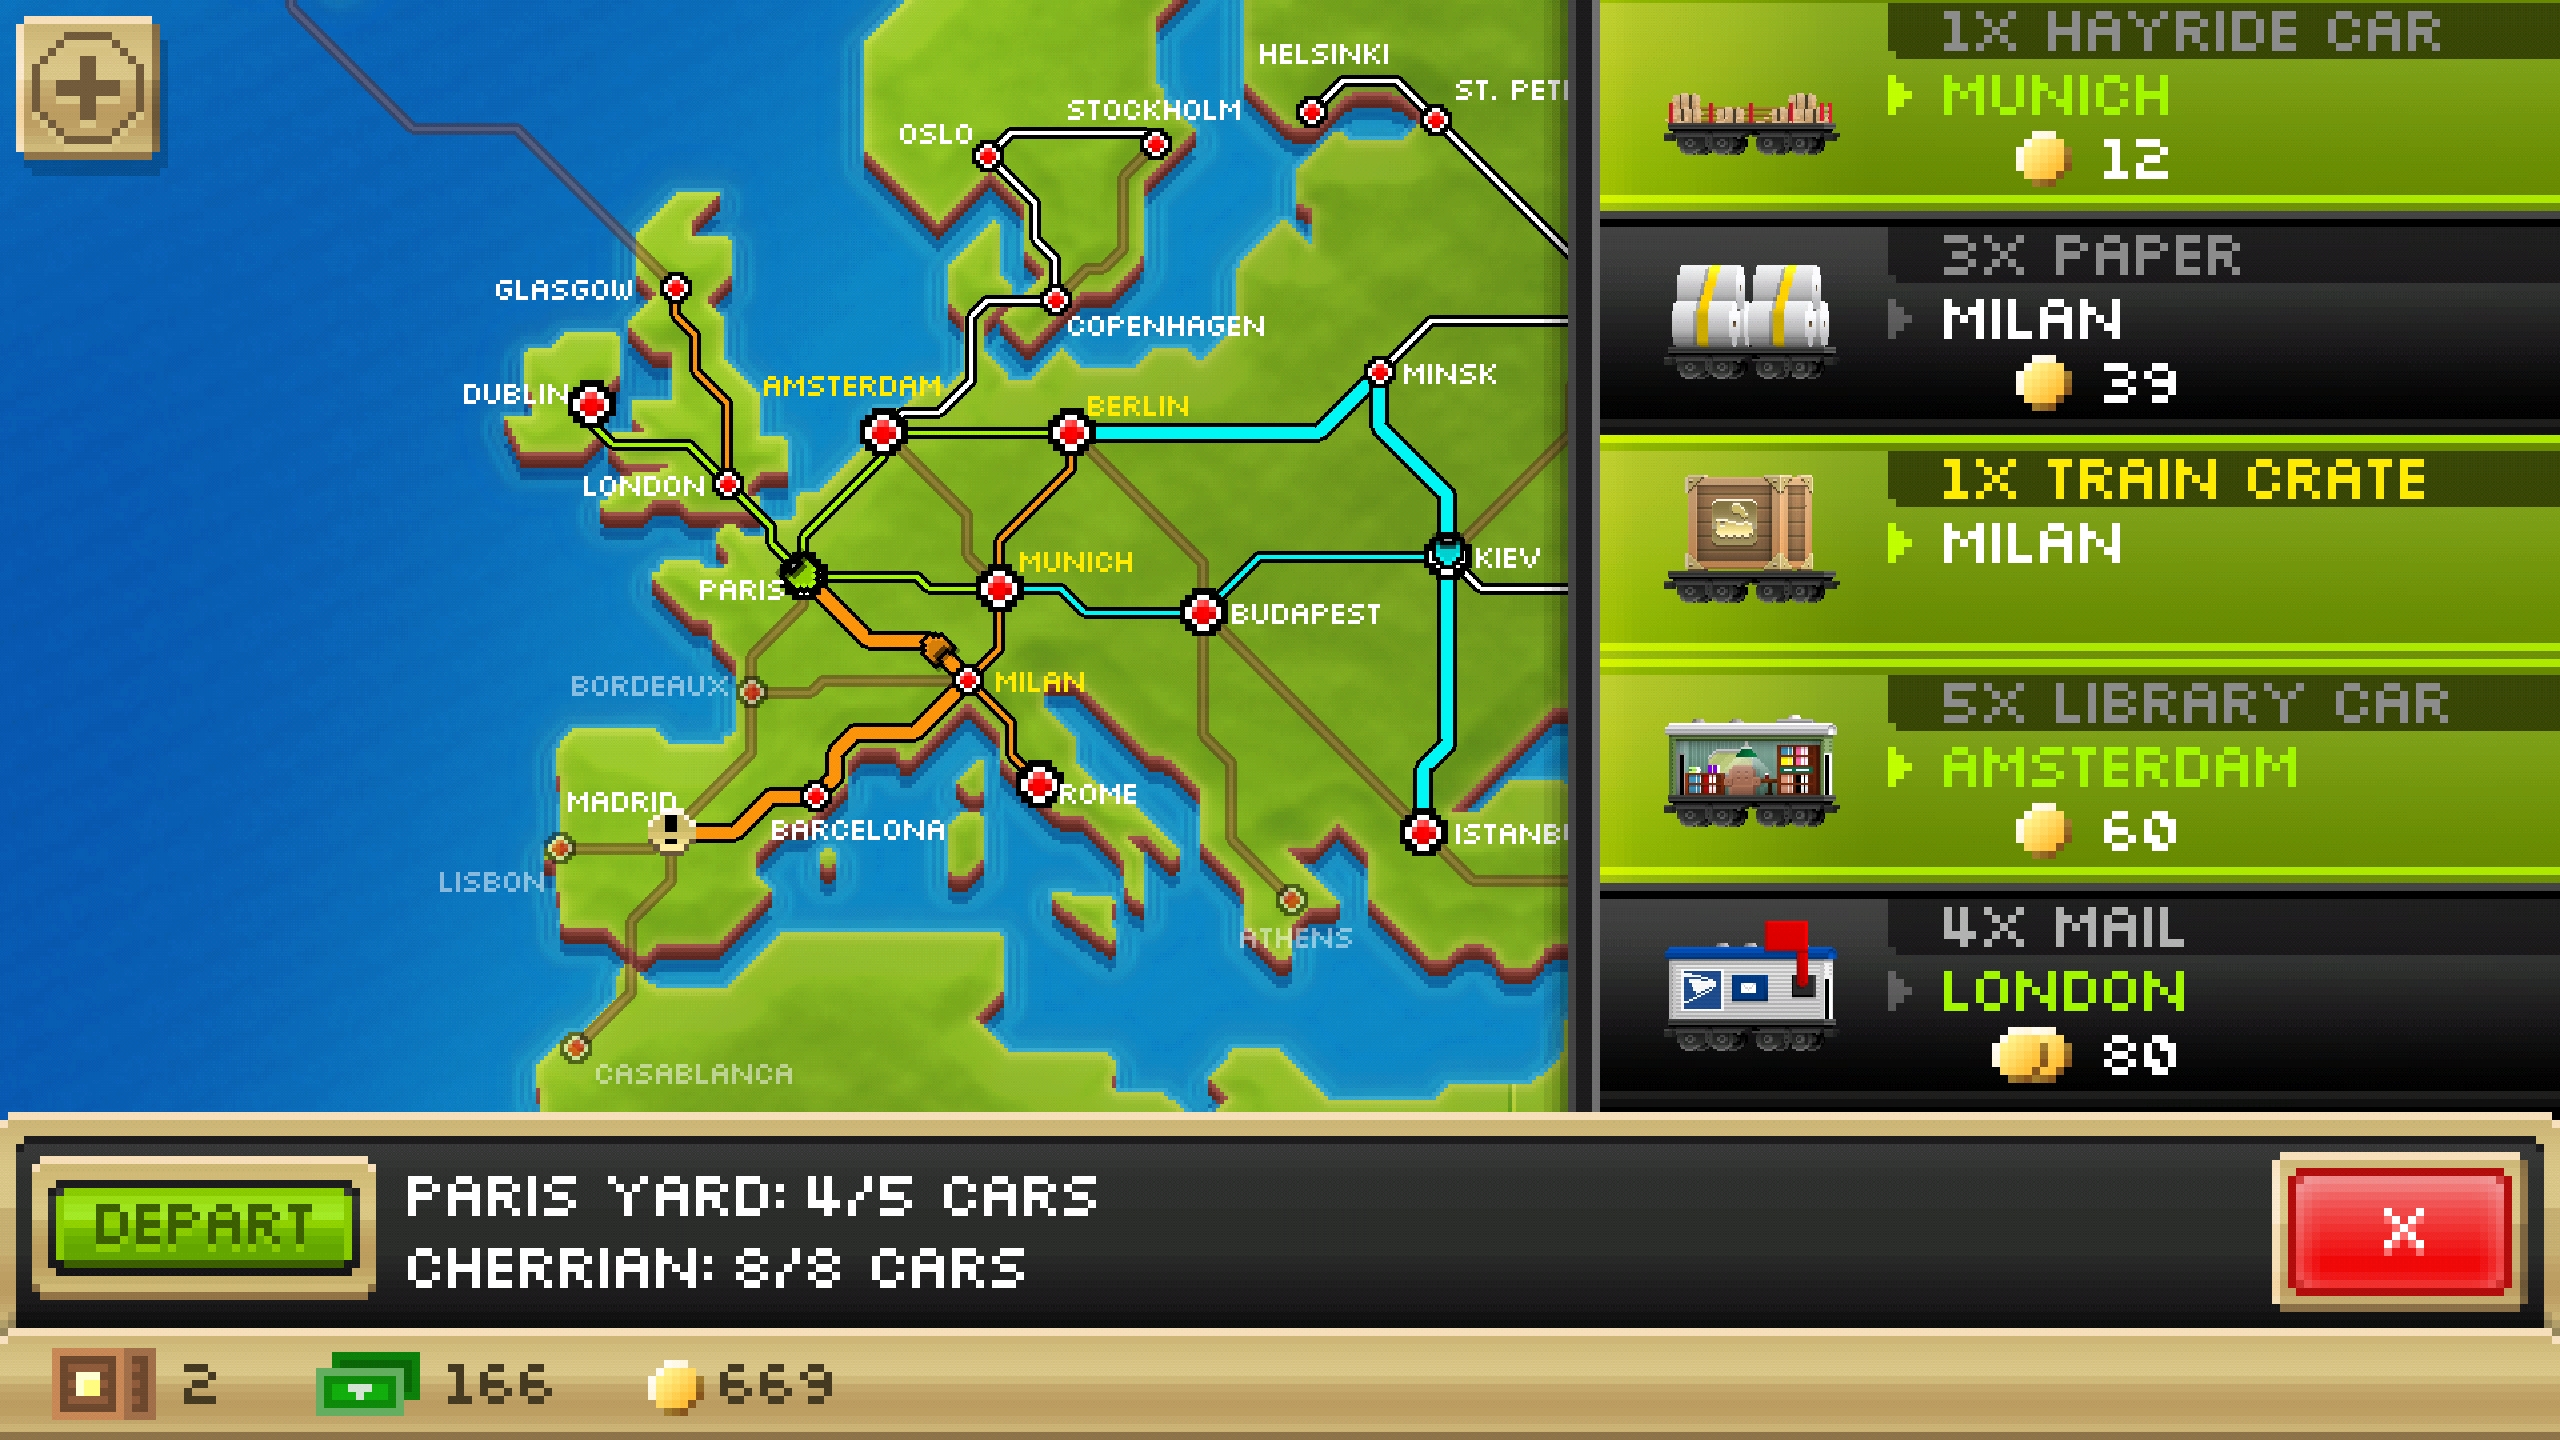 HELSINKI
ST. PET
STOCKHOLM
OSLO
GLASGOW
COPENHAGEN
DUBLIN
AMSTERDAM
BERLIN
MINSK
LONDON
PARIS
MUNICH
KIEV
BUDAPEST
BORDEAUX
MILAN
MADRID
BARCELONA
ROME
ISTANB
LISBON
ATHENS
CASABLANCA
1X HAYRIDE CAR
MUNICH
12
3X PAPER
MILAN
39
1X TRAIN CRATE
MILAN
5X LIBRARY CAR
AMSTERDAM
60
4X MAIL
LONDON
80
DEPART
PARIS YARD: 4/5 CARS
CHERRIAN: 8/8 CARS
X
2
166
669